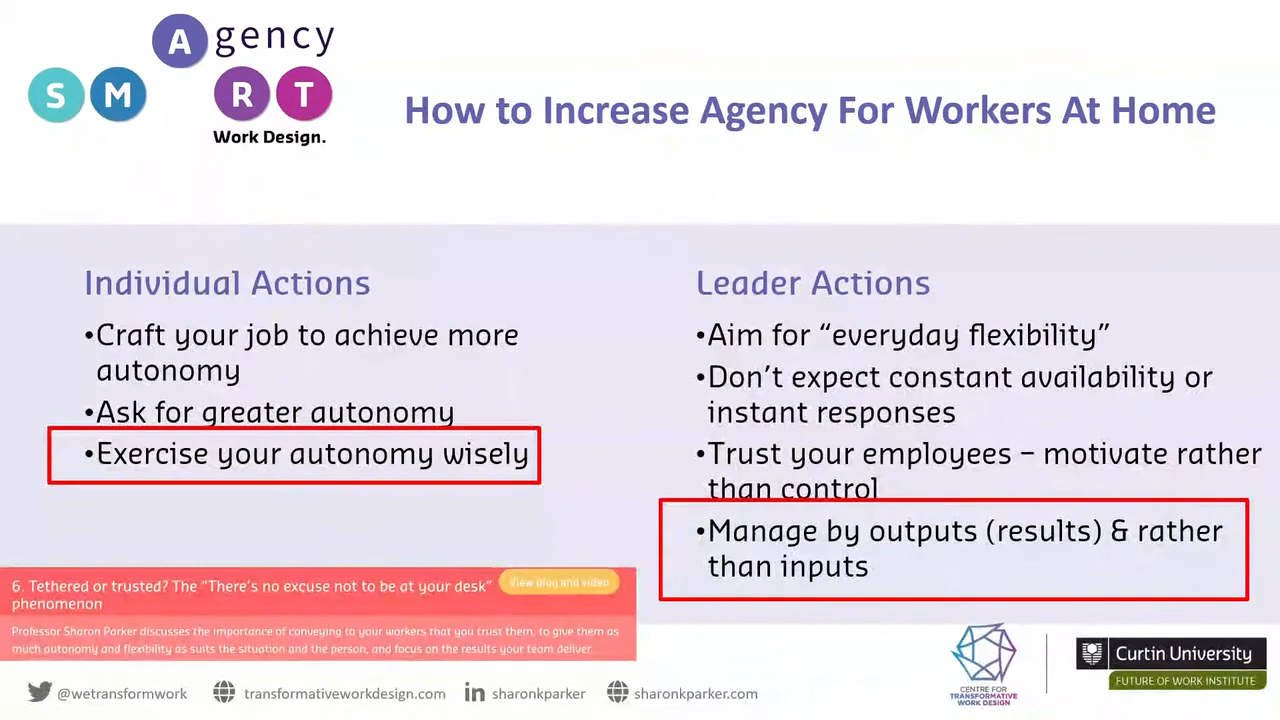 Agency
SMRT
Work Design.
How to Increase Agency For Workers At Home
Individual Actions
•Craft your job to achieve more
autonomy
•Ask for greater autonomy
•Exercise your autonomy wisely
Leader Actions
•Aim for “everyday flexibility”
•Don’t expect constant availability or
instant responses
•Trust your employees – motivate rather
than control
•Manage by outputs (results) & rather
than inputs
6. Tethered or trusted? The “There’s no excuse not to be at your desk”
phenomenon
View blog and video
Professor Sharon Parker discusses the importance of conveying to your workers that you trust them, to give them as
much autonomy and flexibility as suits the situation and the person, and focus on the results your team deliver.
@wetransformwork
transformativeworkdesign.com
in sharonkparker
sharonkparker.com
CENTRE FOR
TRANSFORMATIVE
WORK DESIGN
Curtin University
FUTURE OF WORK INSTITUTE